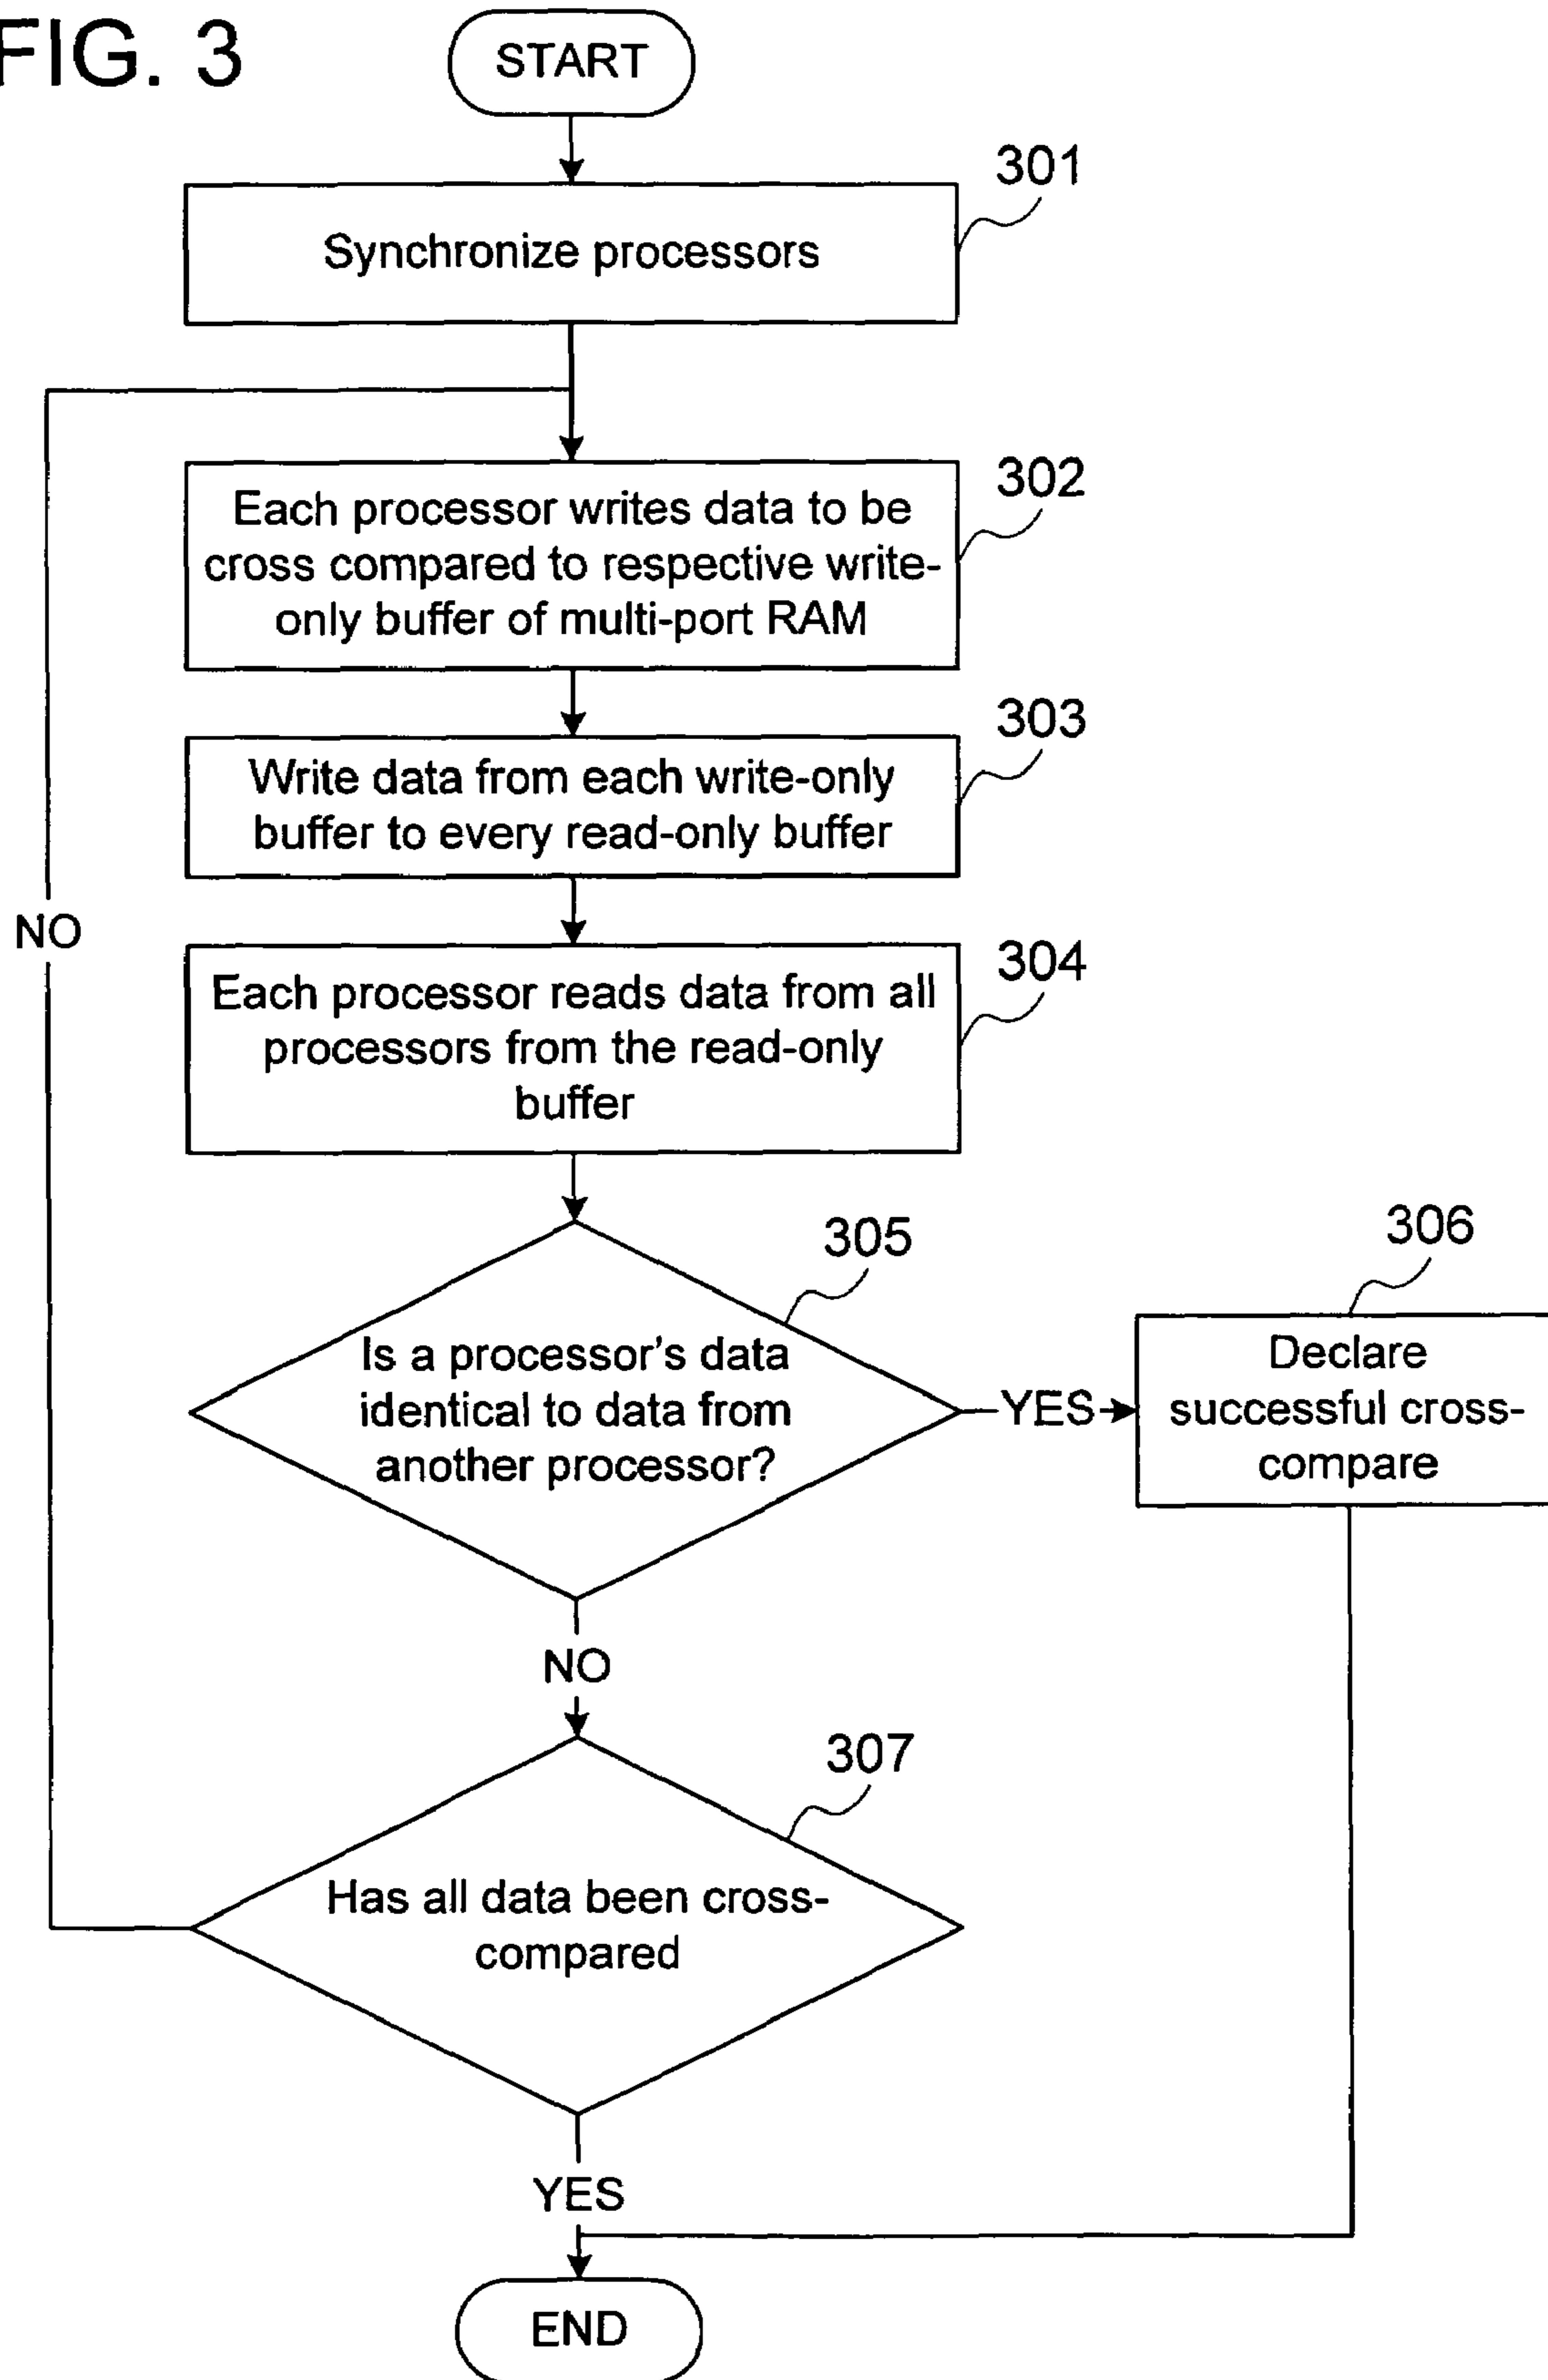 FIG. 3
START
301
Synchronize processors
302
Each processor writes data to be
cross compared to respective write-
only buffer of multi-port RAM
303
Write data from each write-only
buffer to every read-only buffer
NO
304
Each processor reads data from all
processors from the read-only
buffer
305
Is a processor's data
identical to data from
another processor?
YES
306
Declare
successful cross-
compare
NO
307
Has all data been cross-
compared
YES
END